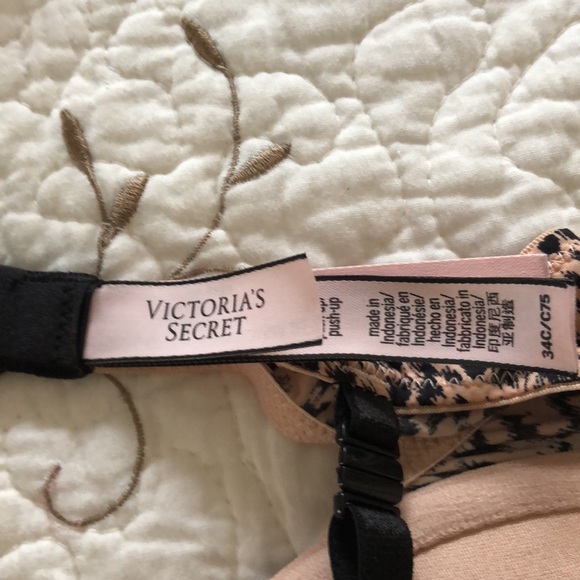 VICTORIA'S
SECRET
push-up
made in
Indonesia/
fabriqué en
Indonésie/
hecho en
Indonesia/
fabbricato in
Indonesia/
印度尼西
亚制造
34C/C75